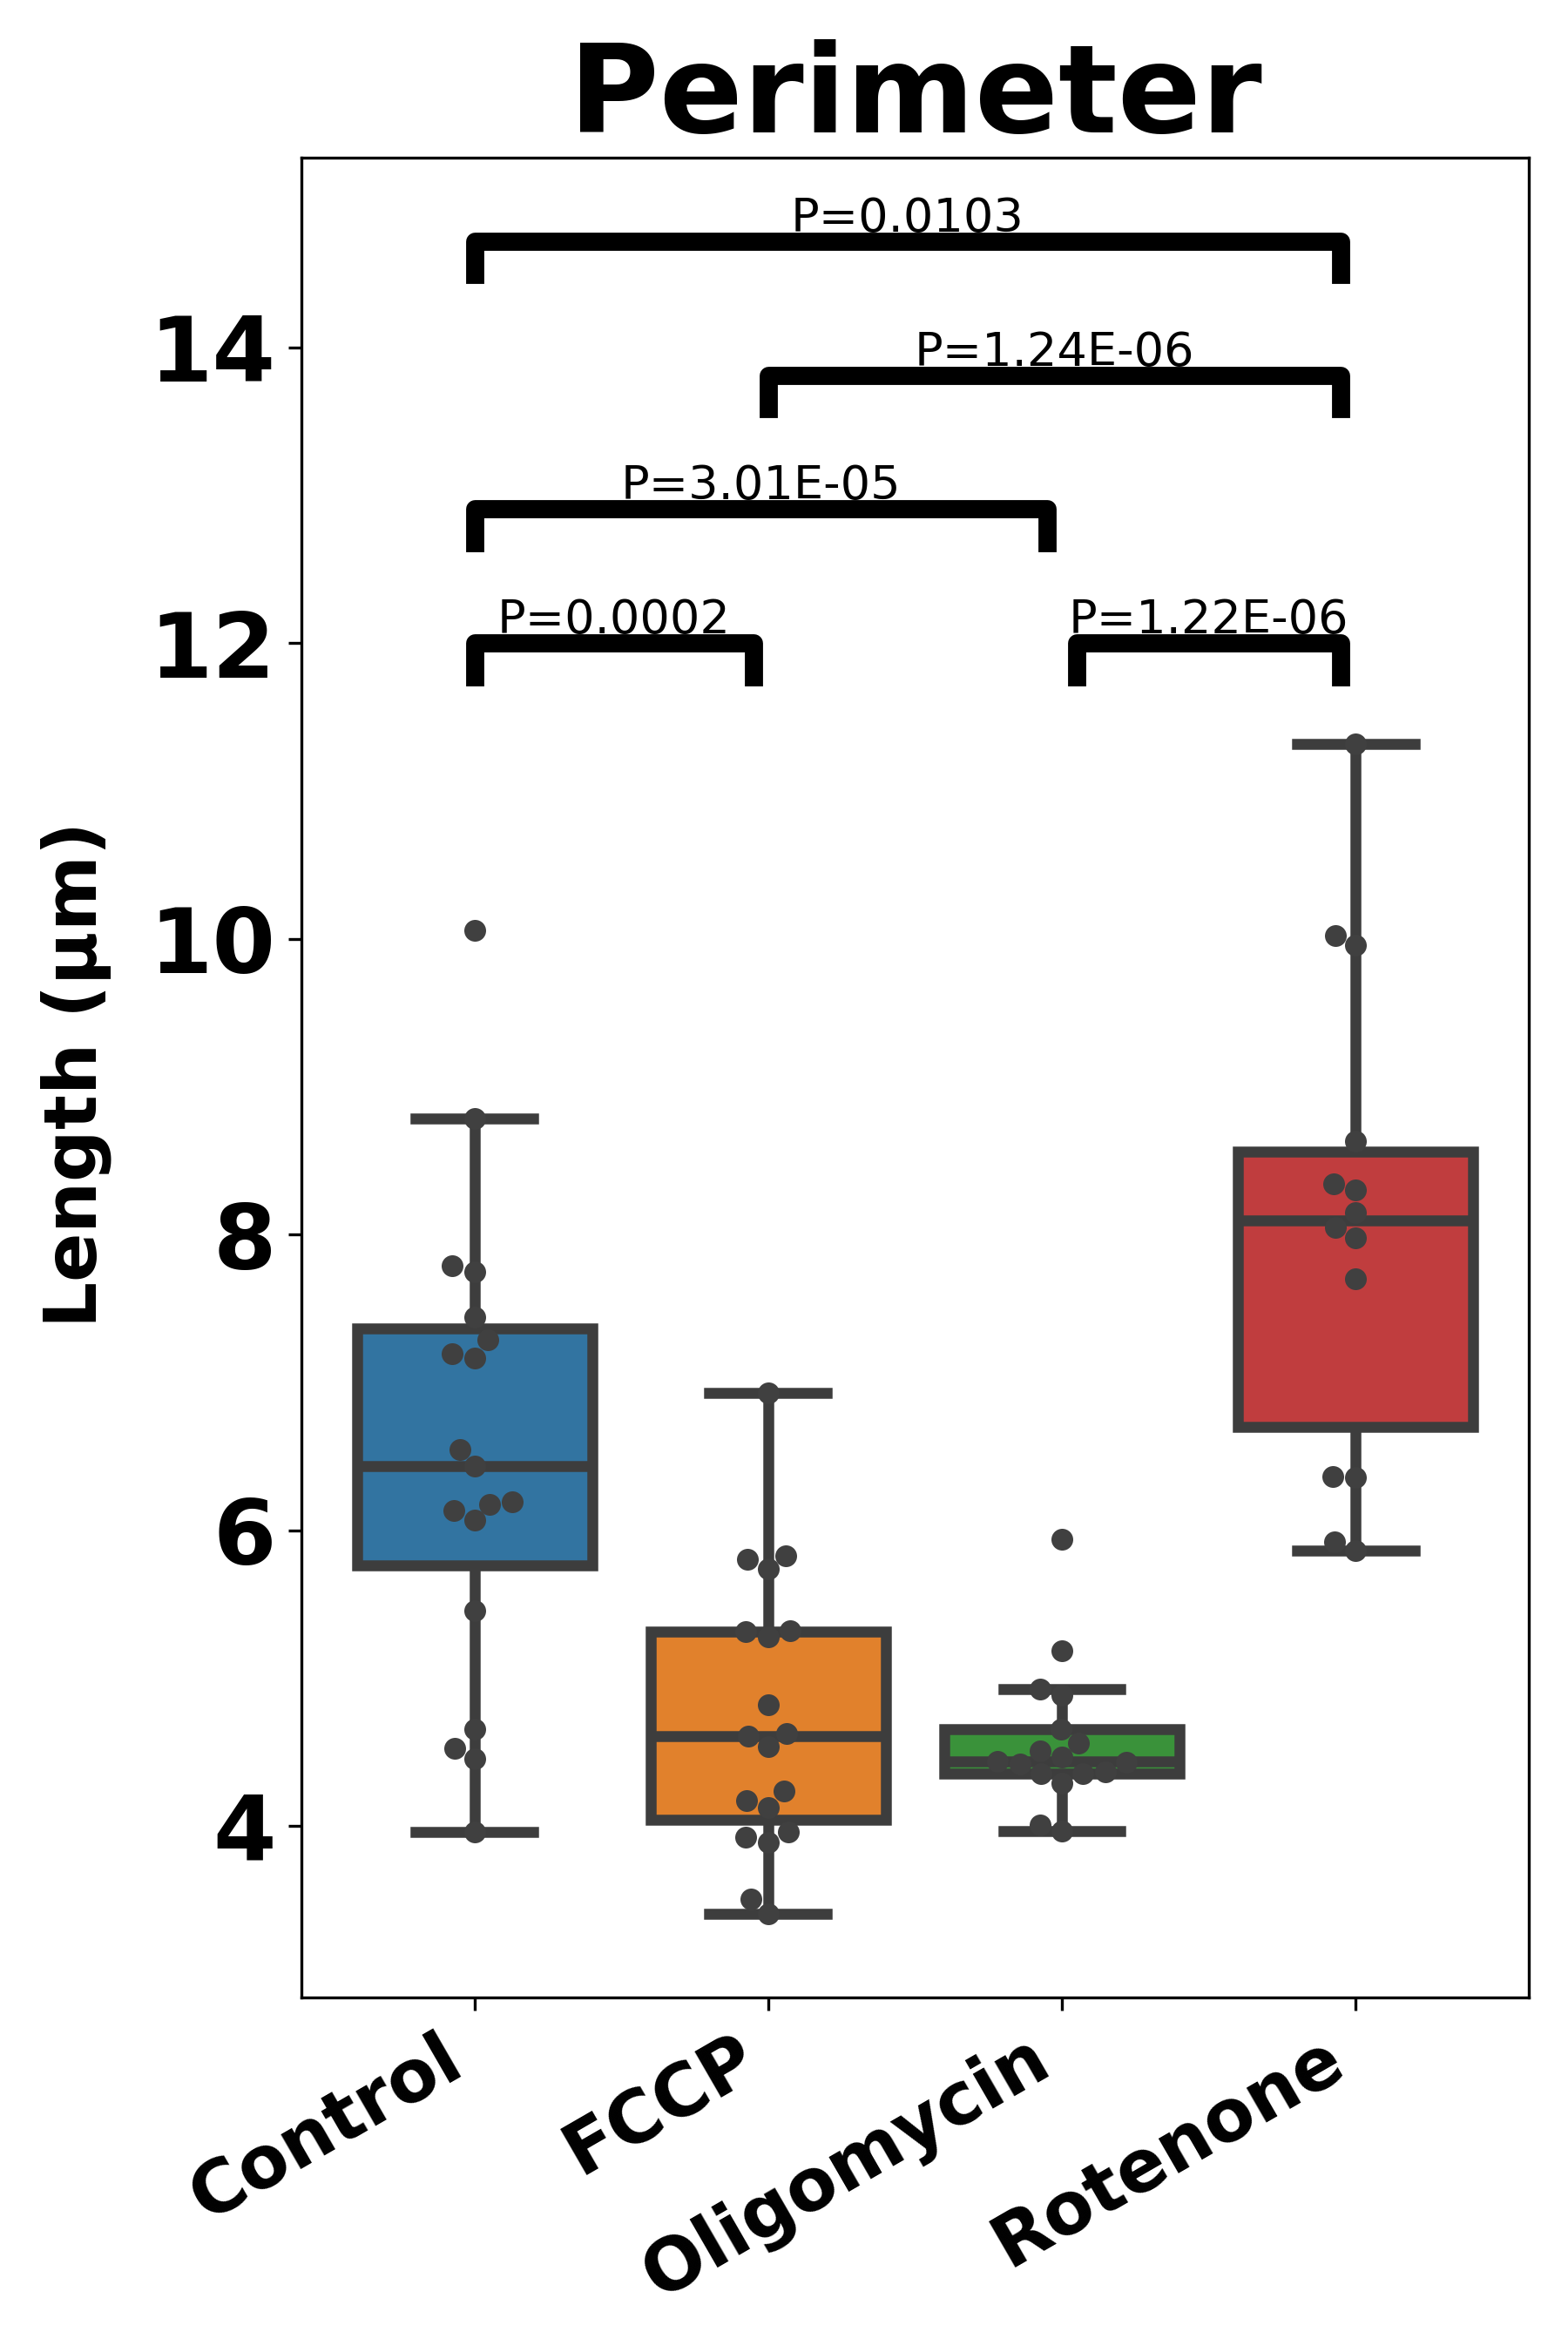 Perimeter
P=0.0103
P=1.24E-06
P=3.01E-05
P=0.0002
P=1.22E-06
14
12
10
8
6
4
Length (µm)
Control
FCCP
Oligomycin
Rotenone